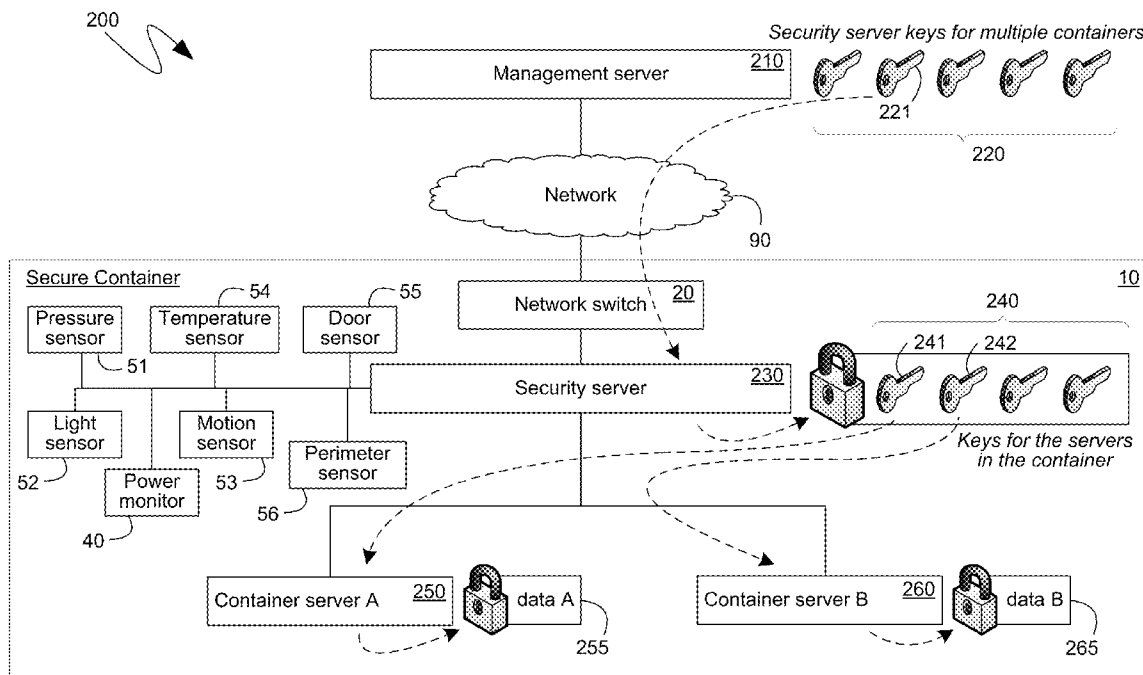 200
Security server keys for multiple containers
Management server
210
221
220
Network
90
Secure Container
10
54
55
Pressure
sensor
51
Temperature
sensor
Door
sensor
Network switch
20
240
241
242
Security server
230
Light
sensor
52
Motion
sensor
53
Perimeter
sensor
56
Power
monitor
40
Keys for the servers
in the container
Container server A
250
data A
255
Container server B
260
data B
265